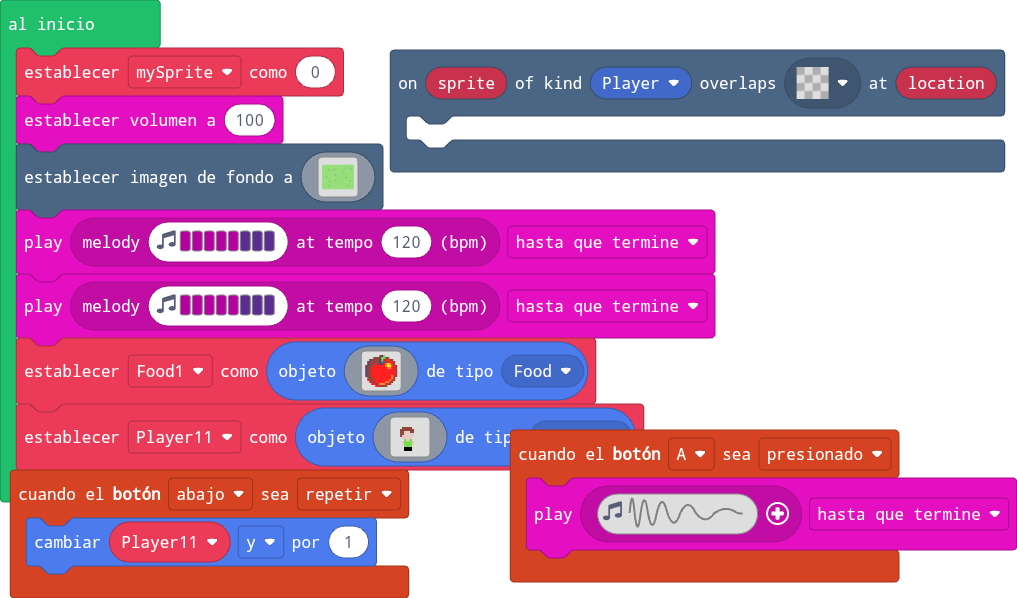 al inicio
establecer mySprite como 0
establecer volumen a 100
establecer imagen de fondo a
play melody at tempo 120 (bpm) hasta que termine
play melody at tempo 120 (bpm) hasta que termine
establecer Food1 como objeto de tipo Food
establecer Player11 como objeto de tip
on sprite of kind Player overlaps at location
cuando el botón abajo sea repetir
cambiar Player11 y por 1
cuando el botón A sea presionado
play hasta que termine